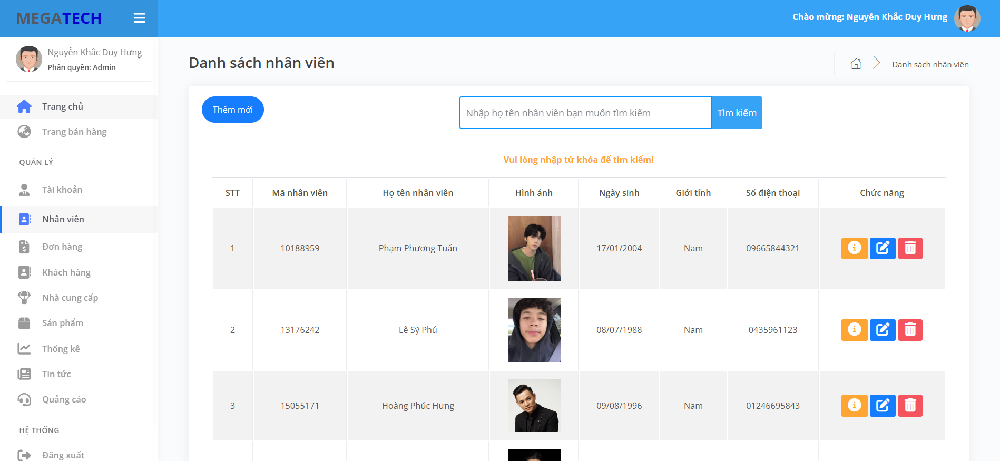 MEGATECH
Chào mừng: Nguyễn Khắc Duy Hưng
Nguyễn Khắc Duy Hưng
Phân quyền: Admin
Trang chủ
Trang bán hàng
QUẢN LÝ
Tài khoản
Nhân viên
Đơn hàng
Khách hàng
Nhà cung cấp
Sản phẩm
Thống kê
Tin tức
Quảng cáo
HỆ THỐNG
Đăng xuất
Danh sách nhân viên
Danh sách nhân viên
Thêm mới
Nhập họ tên nhân viên bạn muốn tìm kiếm
Tìm kiếm
Vui lòng nhập từ khóa để tìm kiếm!
STT Mã nhân viên Họ tên nhân viên Hình ảnh Ngày sinh Giới tính Số điện thoại Chức năng
1 10188959 Phạm Phương Tuấn 17/01/2004 Nam 09665844321
2 13176242 Lê Sỹ Phú 08/07/1988 Nam 0435961123
3 15055171 Hoàng Phúc Hưng 09/08/1996 Nam 01246695843